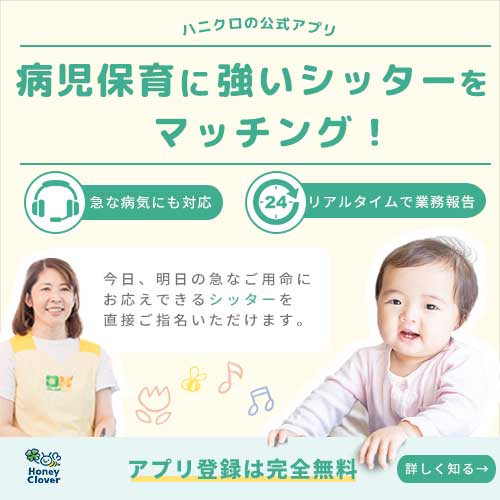 ハニクロの公式アプリ
病児保育に強いシッターを
マッチング！
急な病気にも対応
24
リアルタイムで業務報告
今日、明日の急なご用命に
お応えできるシッターを
直接ご指名いただけます。
Honey
Clover
アプリ登録は完全無料
詳しく知る→